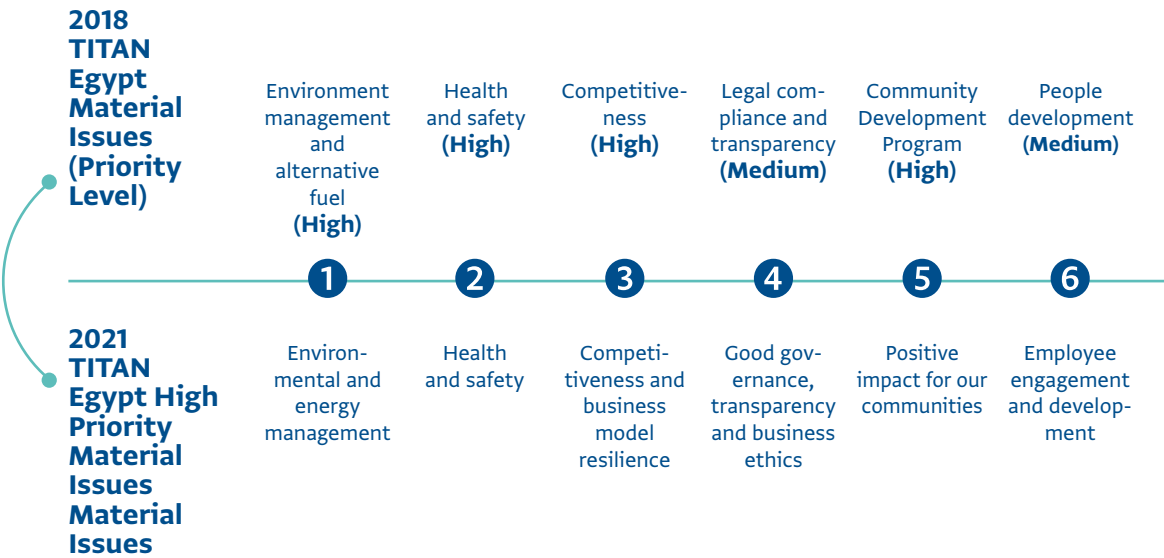 2018
TITAN
Egypt
Material
Issues
(Priority
Level)
Environment
management
and
alternative
fuel
(High)
Health
and safety
(High)
Competitive-
ness
(High)
Legal com-
pliance and
transparency
(Medium)
Community
Development
Program
(High)
People
development
(Medium)
1
2
3
4
5
6
2021
TITAN
Egypt High
Priority
Material
Issues
Material
Issues
Environ-
mental and
energy
management
Health
and safety
Competi-
tiveness and
business
model
resilience
Good gov-
ernance,
transparency
and business
ethics
Positive
impact for our
communities
Employee
engagement
and develop-
ment